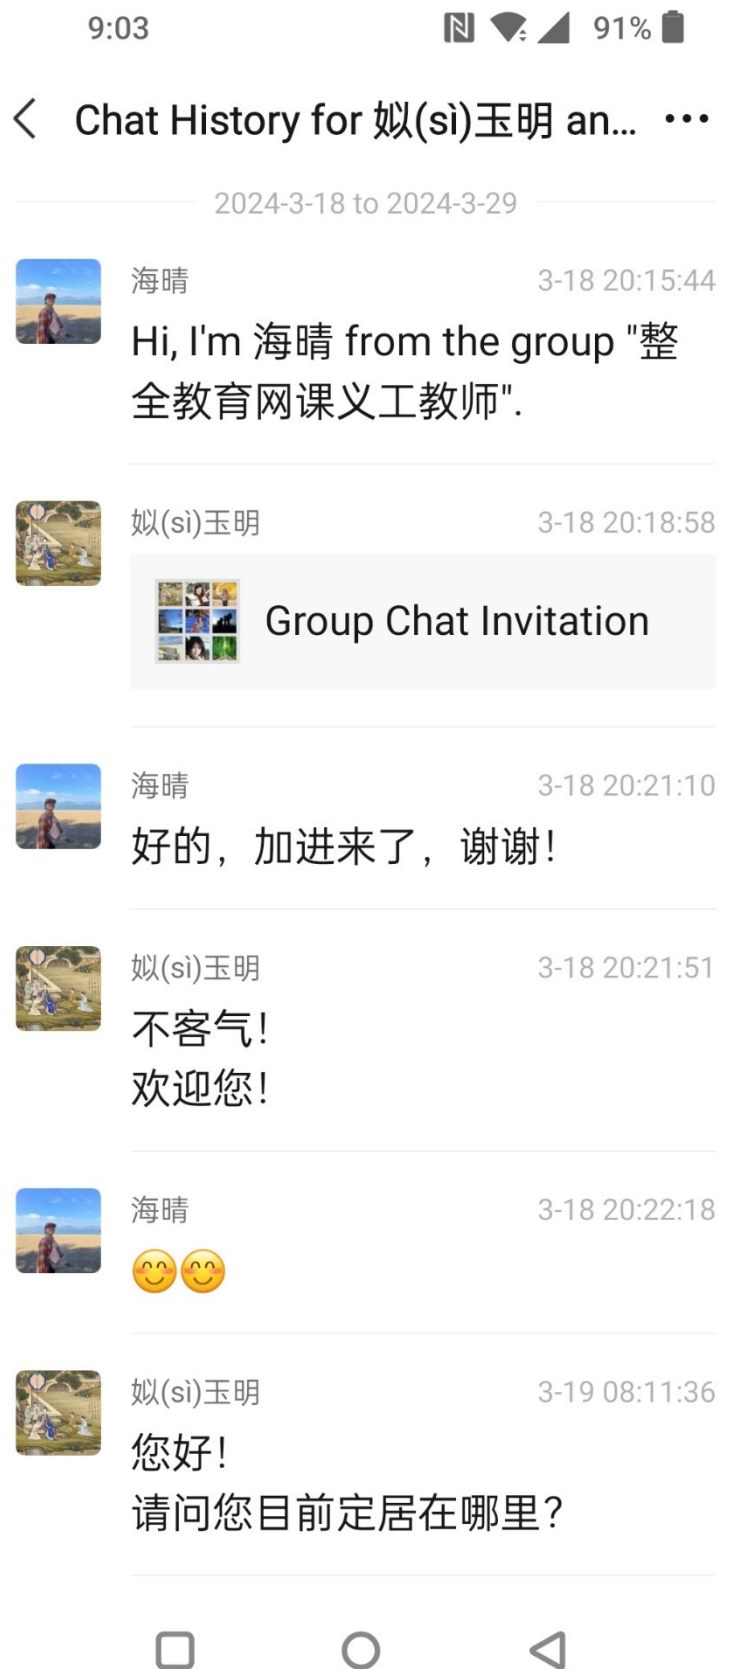 9:03
91%
Chat History for 姒(sì)玉明 an...
2024-3-18 to 2024-3-29
海晴
3-18 20:15:44
Hi, I'm 海晴 from the group "整
全教育网课义工教师".
姒(sì)玉明
3-18 20:18:58
Group Chat Invitation
海晴
3-18 20:21:10
好的，加进来了，谢谢！
姒(sì)玉明
3-18 20:21:51
不客气！
欢迎您！
海晴
3-18 20:22:18
😊😊
姒(sì)玉明
3-19 08:11:36
您好！
请问您目前定居在哪里？